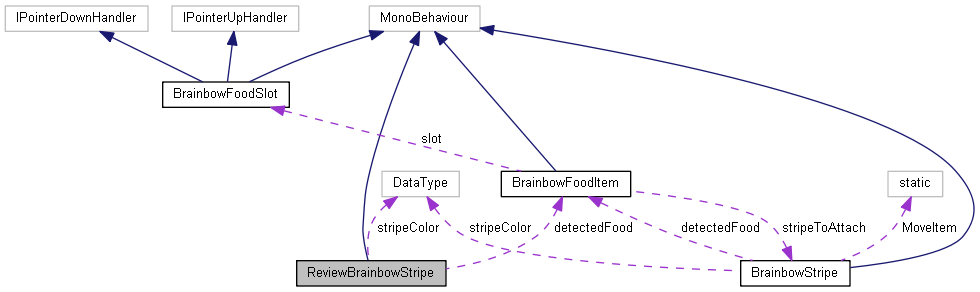 IPointerDownHandler
IPointerUpHandler
MonoBehaviour
BrainbowFoodSlot
slot
DataType
BrainbowFoodItem
static
stripeColor
stripeColor
detectedFood
detectedFood
stripeToAttach
MoveItem
ReviewBrainbowStripe
BrainbowStripe